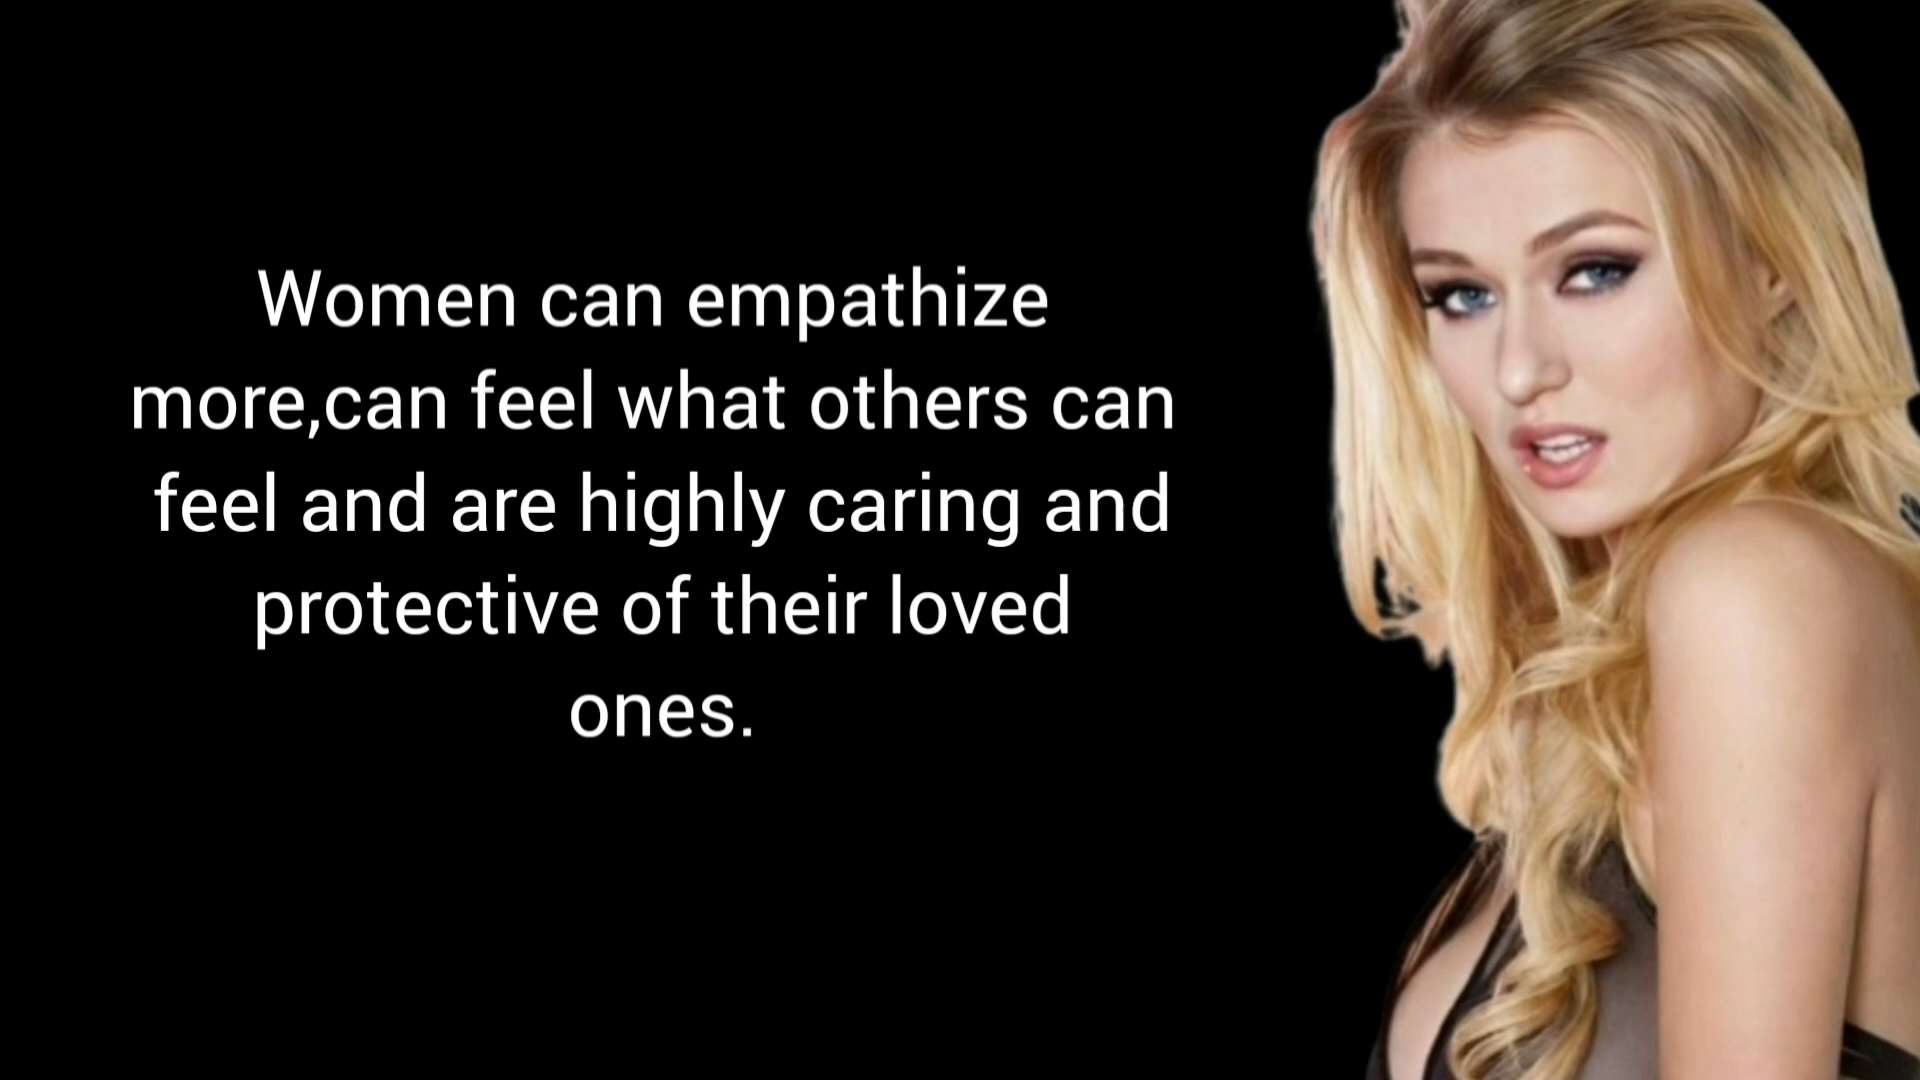 Women can empathize
more,can feel what others can
feel and are highly caring and
protective of their loved
ones.